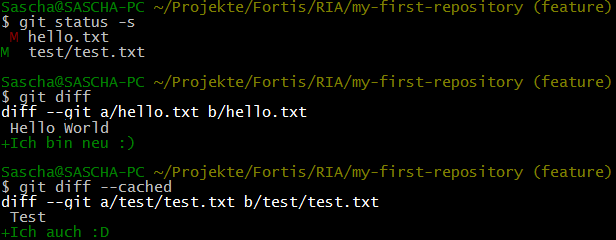 Sascha@SASCHA-PC ~/Projekte/Fortis/RIA/my-first-repository (feature)
$ git status -s
 M hello.txt
M  test/test.txt

Sascha@SASCHA-PC ~/Projekte/Fortis/RIA/my-first-repository (feature)
$ git diff
diff --git a/hello.txt b/hello.txt
 Hello World
+Ich bin neu :)

Sascha@SASCHA-PC ~/Projekte/Fortis/RIA/my-first-repository (feature)
$ git diff --cached
diff --git a/test/test.txt b/test/test.txt
 Test
+Ich auch :D